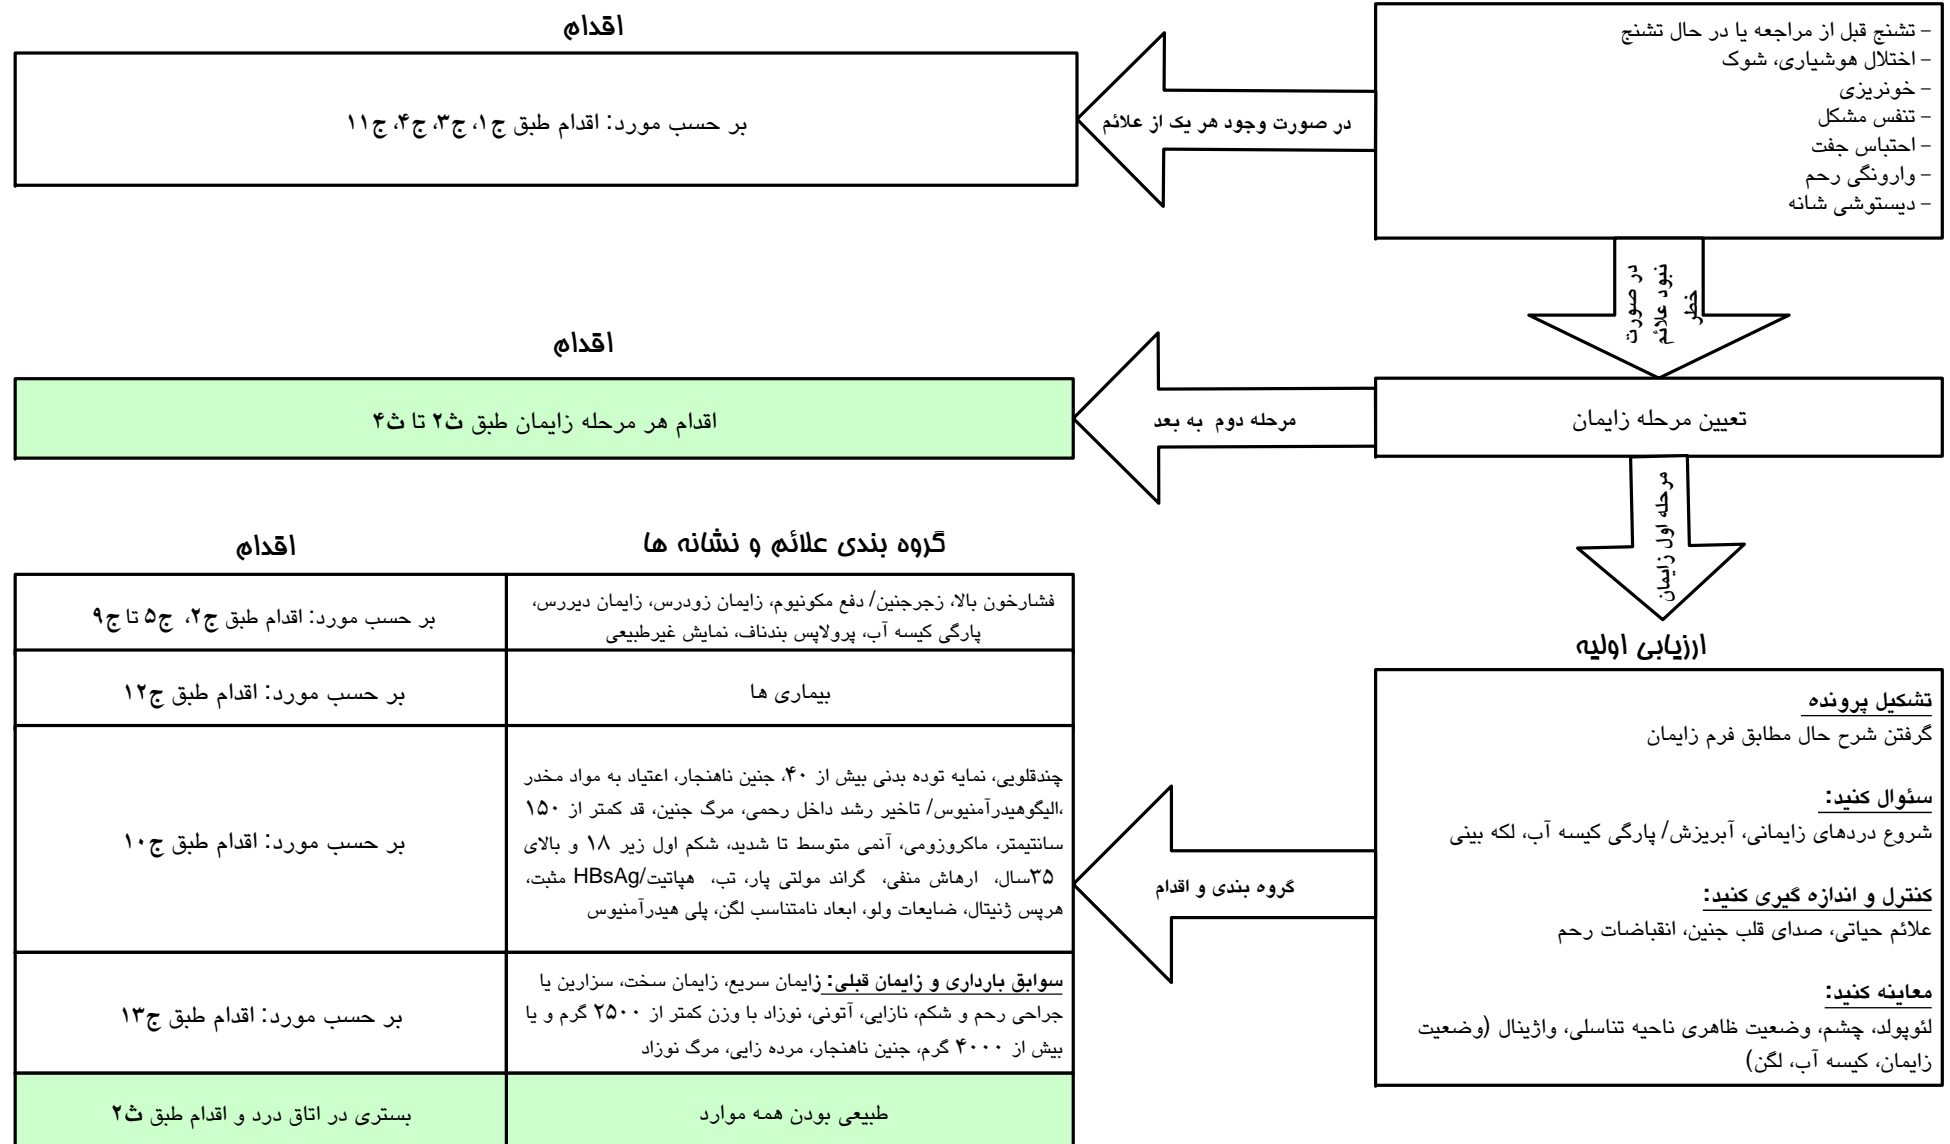 - تشنج قبل از مراجعه یا در حال تشنج
- اختلال هوشیاری، شوک
- خونریزی
- تنفس مشکل
- احتباس جفت
- وارونگی رحم
- دیستوشی شانه
در صورت وجود هر یک از علائم
اقدام
بر حسب مورد: اقدام طبق ج۱، ج۳، ج۴، ج۱۱
در صورت
نبود علائم
خطر
تعیین مرحله زایمان
مرحله دوم به بعد
اقدام
اقدام هر مرحله زایمان طبق ث۲ تا ث۴
مرحله اول زایمان
ارزیابی اولیه
تشکیل پرونده
گرفتن شرح حال مطابق فرم زایمان
سئوال کنید:
شروع دردهای زایمانی، آبریزش/ پارگی کیسه آب، لکه بینی
کنترل و اندازه گیری کنید:
علائم حیاتی، صدای قلب جنین، انقباضات رحم
معاینه کنید:
لئوپولد، چشم، وضعیت ظاهری ناحیه تناسلی، واژینال (وضعیت
زایمان، کیسه آب، لگن)
گروه بندی و اقدام
گروه بندی علائم و نشانه ها
اقدام
فشارخون بالا، زجرجنین/ دفع مکونیوم، زایمان زودرس، زایمان دیررس،
پارگی کیسه آب، پرولاپس بندناف، نمایش غیرطبیعی
بر حسب مورد: اقدام طبق ج۲، ج۵ تا ج۹
بیماری ها
بر حسب مورد: اقدام طبق ج۱۲
چندقلویی، نمایه توده بدنی بیش از ۴۰، جنین ناهنجار، اعتیاد به مواد مخدر
،الیگوهیدرآمنیوس/ تاخیر رشد داخل رحمی، مرگ جنین، قد کمتر از ۱۵۰
سانتیمتر، ماکروزومی، آنمی متوسط تا شدید، شکم اول زیر ۱۸ و بالای
۳۵سال، ارهاش منفی، گراند مولتی پار، تب، هپاتیت/HBsAg مثبت،
هرپس ژنیتال، ضایعات ولو، ابعاد نامتناسب لگن، پلی هیدرآمنیوس
بر حسب مورد: اقدام طبق ج۱۰
سوابق بارداری و زایمان قبلی: زایمان سریع، زایمان سخت، سزارین یا
جراحی رحم و شکم، نازایی، آتونی، نوزاد با وزن کمتر از ۲۵۰۰ گرم و یا
بیش از ۴۰۰۰ گرم، جنین ناهنجار، مرده زایی، مرگ نوزاد
بر حسب مورد: اقدام طبق ج۱۳
طبیعی بودن همه موارد
بستری در اتاق درد و اقدام طبق ث۲